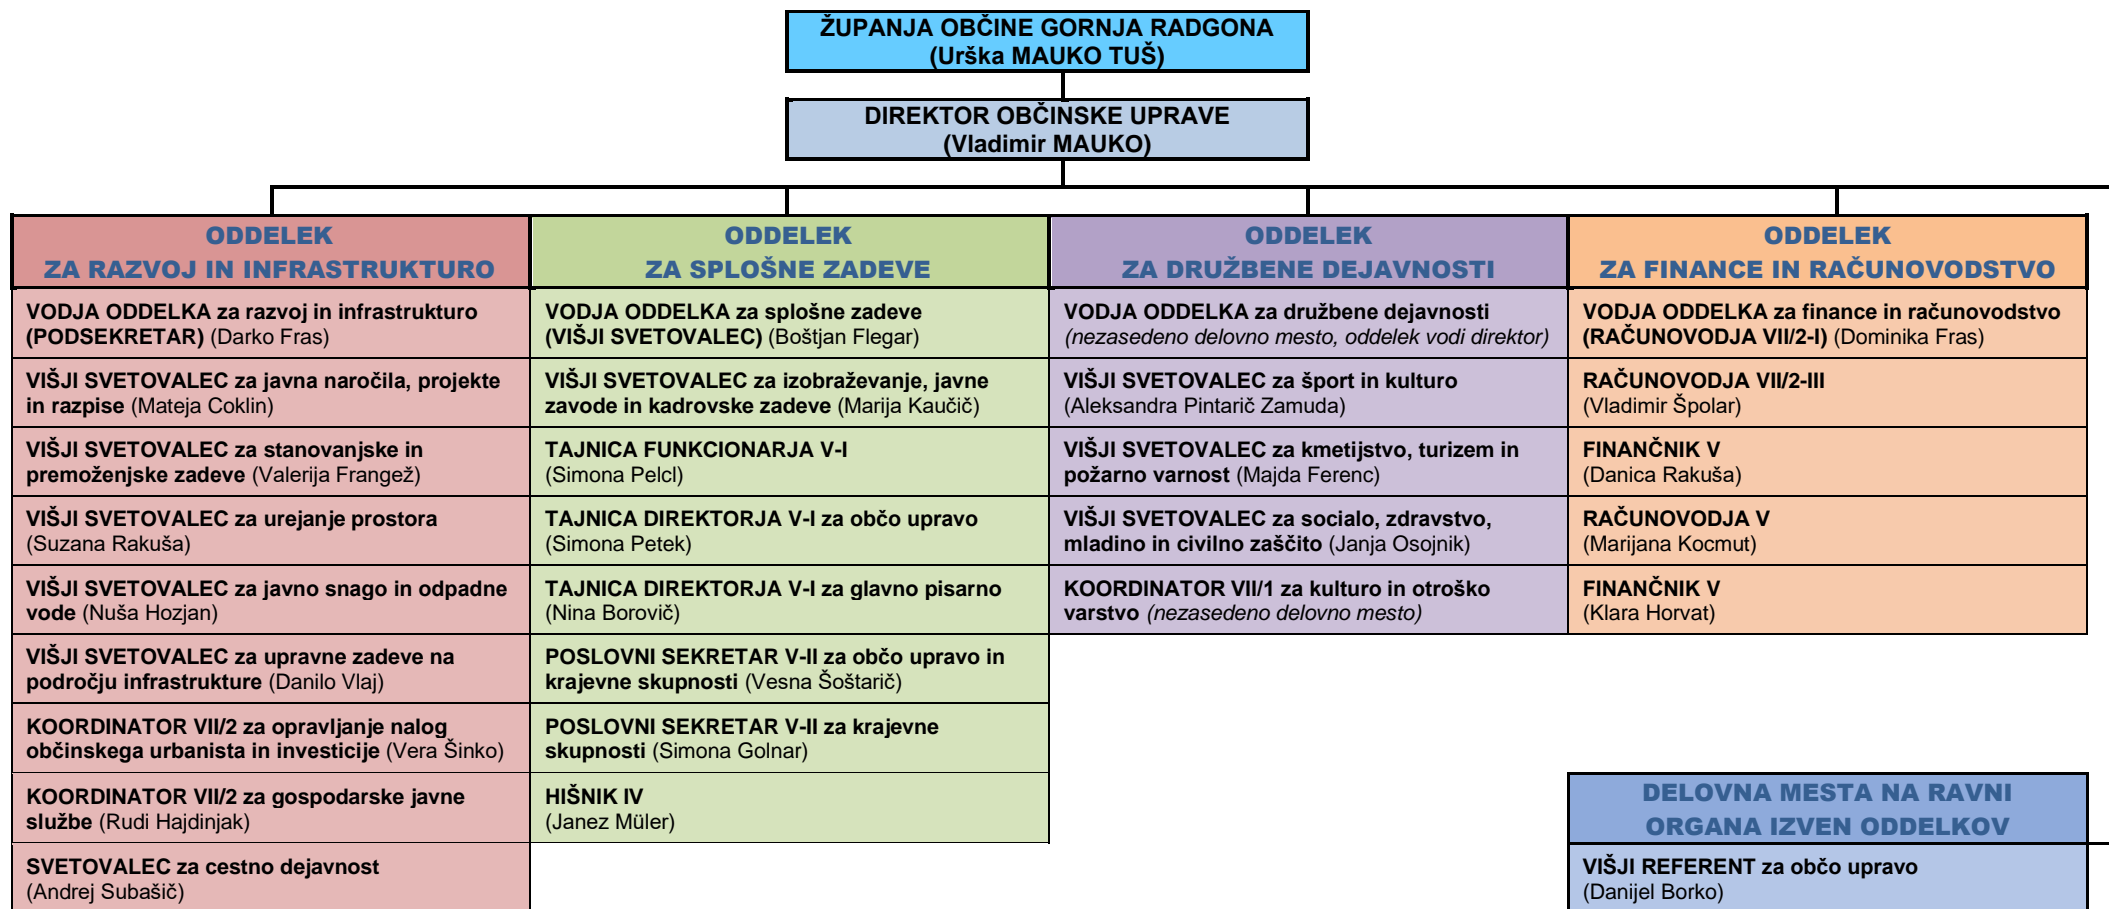 ŽUPANJA OBČINE GORNJA RADGONA
(Urška MAUKO TUŠ)
DIREKTOR OBČINSKE UPRAVE
(Vladimir MAUKO)
ODDELEK
ZA RAZVOJ IN INFRASTRUKTURO
VODJA ODDELKA za razvoj in infrastrukturo
(PODSEKRETAR) (Darko Fras)
VIŠJI SVETOVALEC za javna naročila, projekte
in razpise (Mateja Coklin)
VIŠJI SVETOVALEC za stanovanjske in
premoženjske zadeve (Valerija Frangež)
VIŠJI SVETOVALEC za urejanje prostora
(Suzana Rakuša)
VIŠJI SVETOVALEC za javno snago in odpadne
vode (Nuša Hozjan)
VIŠJI SVETOVALEC za upravne zadeve na
področju infrastrukture (Danilo Vlaj)
KOORDINATOR VII/2 za opravljanje nalog
občinskega urbanista in investicije (Vera Šinko)
KOORDINATOR VII/2 za gospodarske javne
službe (Rudi Hajdinjak)
SVETOVALEC za cestno dejavnost
(Andrej Subašič)
ODDELEK
ZA SPLOŠNE ZADEVE
VODJA ODDELKA za splošne zadeve
(VIŠJI SVETOVALEC) (Boštjan Flegar)
VIŠJI SVETOVALEC za izobraževanje, javne
zavode in kadrovske zadeve (Marija Kaučič)
TAJNICA FUNKCIONARJA V-I
(Simona Pelcl)
TAJNICA DIREKTORJA V-I za občo upravo
(Simona Petek)
TAJNICA DIREKTORJA V-I za glavno pisarno
(Nina Borovič)
POSLOVNI SEKRETAR V-II za občo upravo in
krajevne skupnosti (Vesna Šoštarič)
POSLOVNI SEKRETAR V-II za krajevne
skupnosti (Simona Golnar)
HIŠNIK IV
(Janez Müler)
ODDELEK
ZA DRUŽBENE DEJAVNOSTI
VODJA ODDELKA za družbene dejavnosti
(nezasedeno delovno mesto, oddelek vodi direktor)
VIŠJI SVETOVALEC za šport in kulturo
(Aleksandra Pintarič Zamuda)
VIŠJI SVETOVALEC za kmetijstvo, turizem in
požarno varnost (Majda Ferenc)
VIŠJI SVETOVALEC za socialo, zdravstvo,
mladino in civilno zaščito (Janja Osojnik)
KOORDINATOR VII/1 za kulturo in otroško
varstvo (nezasedeno delovno mesto)
ODDELEK
ZA FINANCE IN RAČUNOVODSTVO
VODJA ODDELKA za finance in računovodstvo
(RAČUNOVODJA VII/2-I) (Dominika Fras)
RAČUNOVODJA VII/2-III
(Vladimir Špolar)
FINANČNIK V
(Danica Rakuša)
RAČUNOVODJA V
(Marijana Kocmut)
FINANČNIK V
(Klara Horvat)
DELOVNA MESTA NA RAVNI
ORGANA IZVEN ODDELKOV
VIŠJI REFERENT za občo upravo
(Danijel Borko)